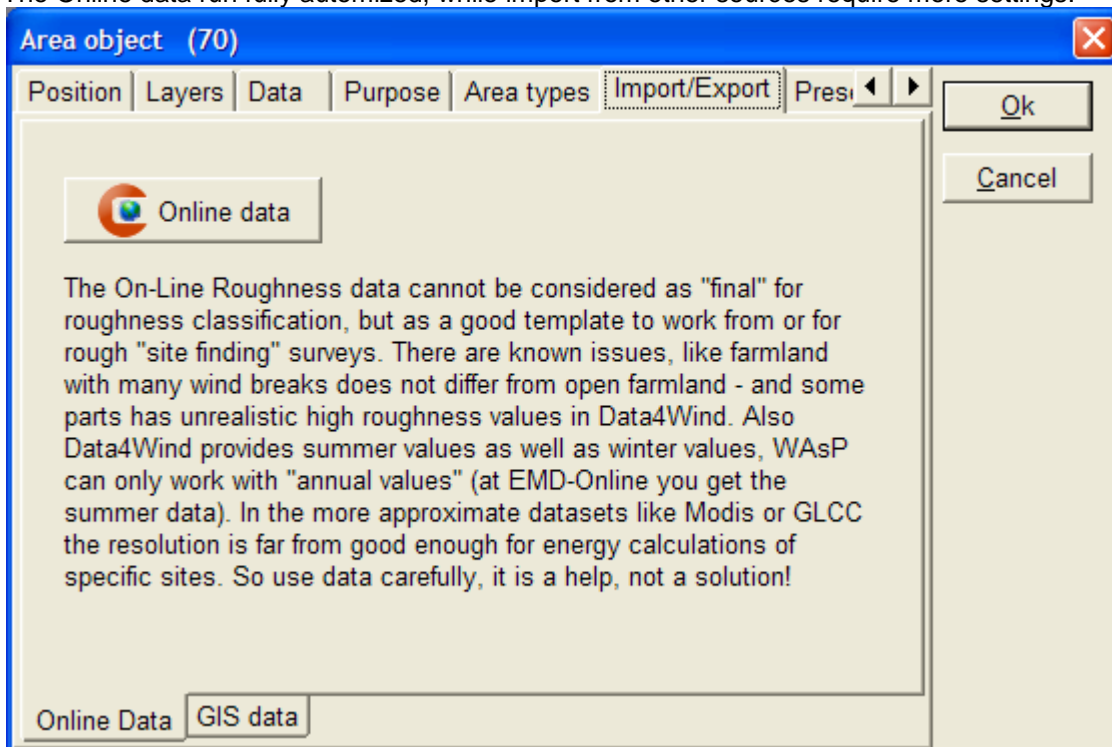 The Online data run fully automized, while import from other sources require more settings.
Area object (70)
Position Layers Data Purpose Area types Import/Export
Ok
Cancel
Online data
The On-Line Roughness data cannot be considered as "final" for
roughness classification, but as a good template to work from or for
rough "site finding" surveys. There are known issues, like farmland
with many wind breaks does not differ from open farmland - and some
parts has unrealistic high roughness values in Data4Wind. Also
Data4Wind provides summer values as well as winter values, WAsP
can only work with "annual values" (at EMD-Online you get the
summer data). In the more approximate datasets like Modis or GLCC
the resolution is far from good enough for energy calculations of
specific sites. So use data carefully, it is a help, not a solution!
Online Data GIS data